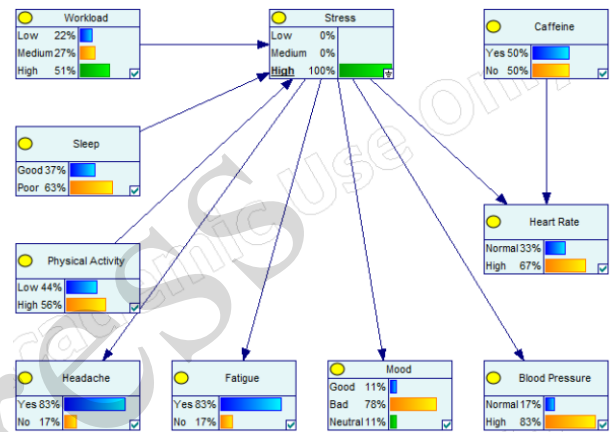 Workload
Low 22%
Medium 27%
High 51%
Stress
Low 0%
Medium 0%
High 100%
Caffeine
Yes 50%
No 50%
Sleep
Good 37%
Poor 63%
Physical Activity
Low 44%
High 56%
Heart Rate
Normal 33%
High 67%
Headache
Yes 83%
No 17%
Fatigue
Yes 83%
No 17%
Mood
Good 11%
Bad 78%
Neutral 11%
Blood Pressure
Normal 17%
High 83%
Use Only